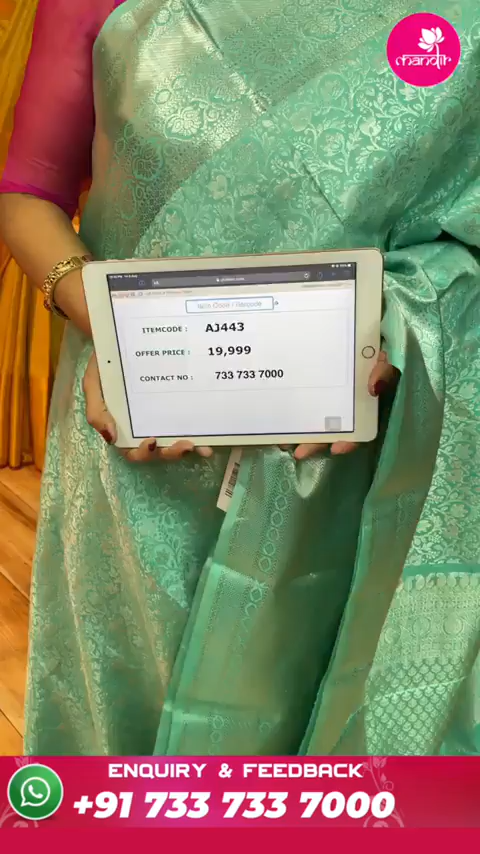 mandir
Item Code / Barcode
ITEMCODE : AJ443
OFFER PRICE : 19,999
CONTACT NO : 733 733 7000
ENQUIRY & FEEDBACK
+91 733 733 7000